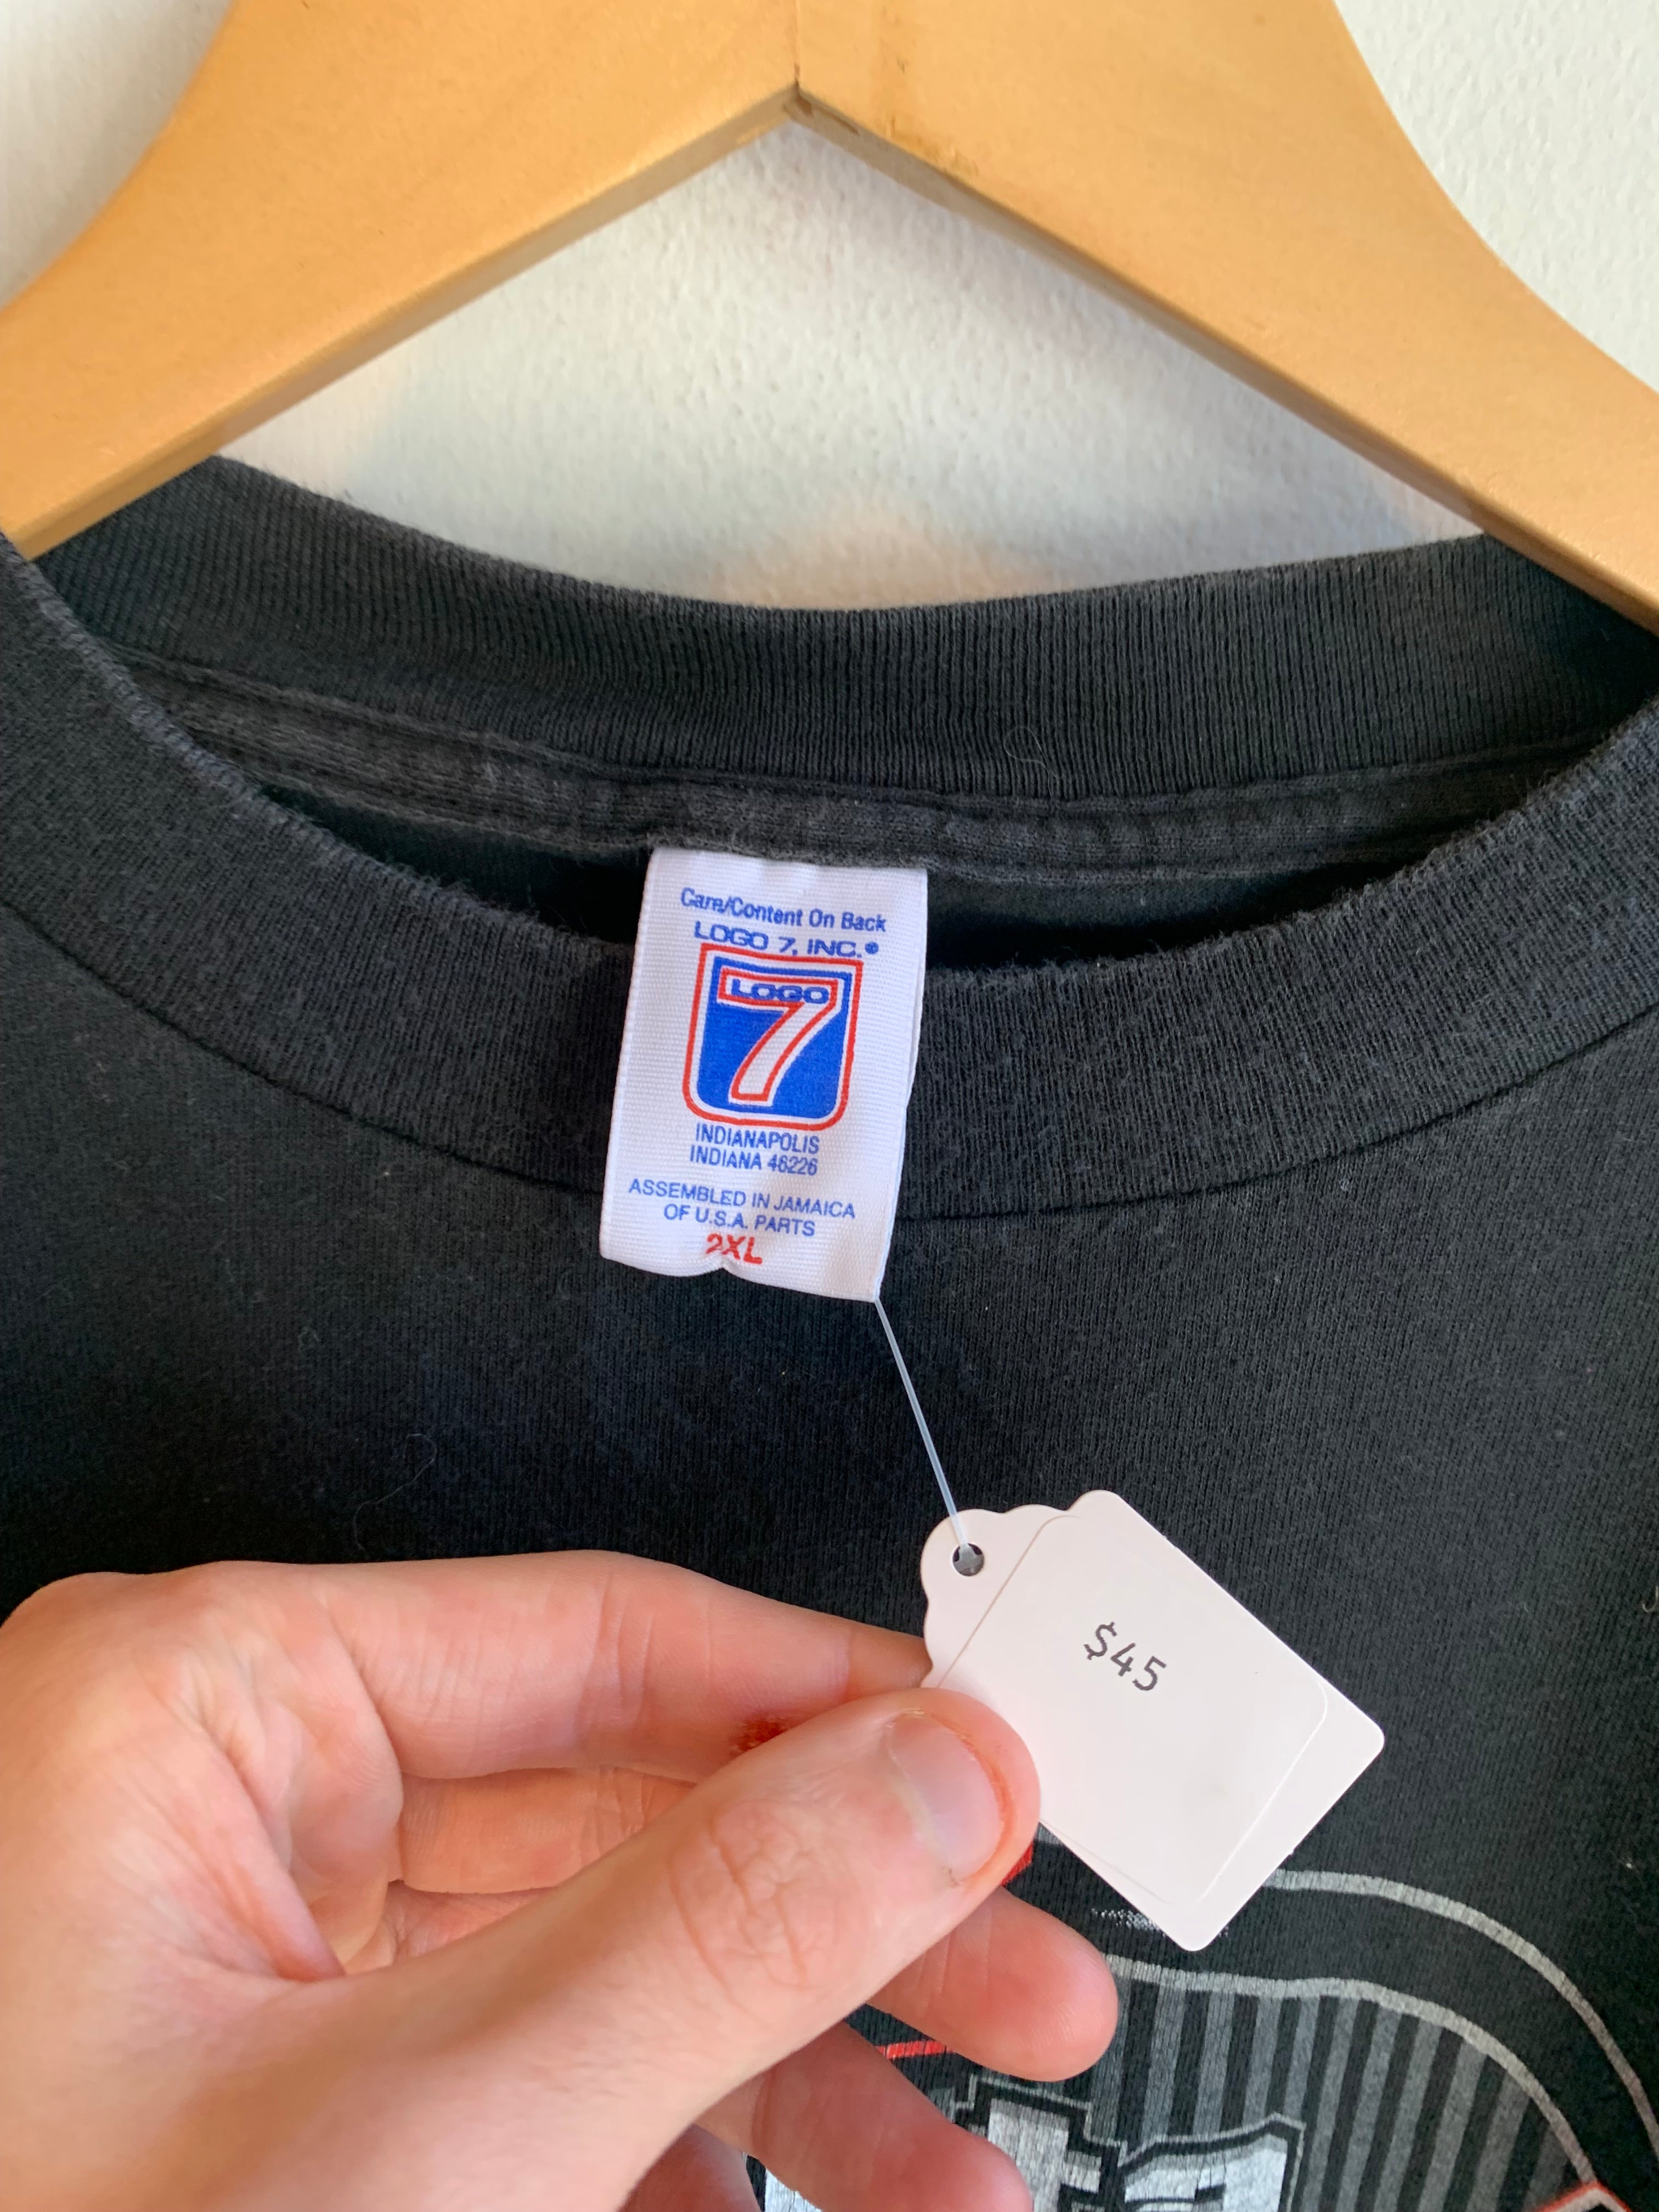 Care/Content On Back
LOGO 7, INC.®
LOGO
7
INDIANAPOLIS
INDIANA 46226
ASSEMBLED IN JAMAICA
OF U.S.A. PARTS
2XL
$45